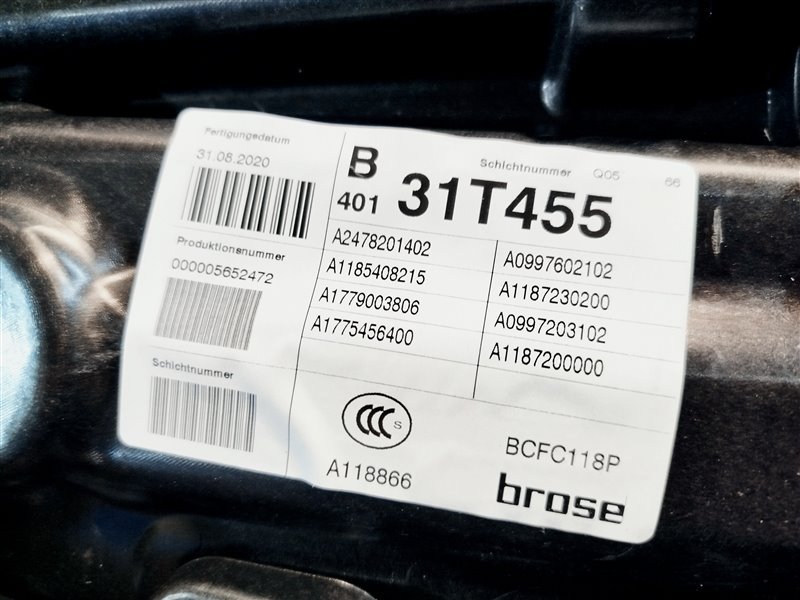 Fertigungedatum
31.08.2020
Produktionsnummer
000005652472
Schichtnummer
B
401
Schichtnummer Q05 66
31T455
A2478201402
A1185408215
A1779003806
A1775456400
A0997602102
A1187230200
A0997203102
A1187200000
CCC S
A118866
BCFC118P
brose